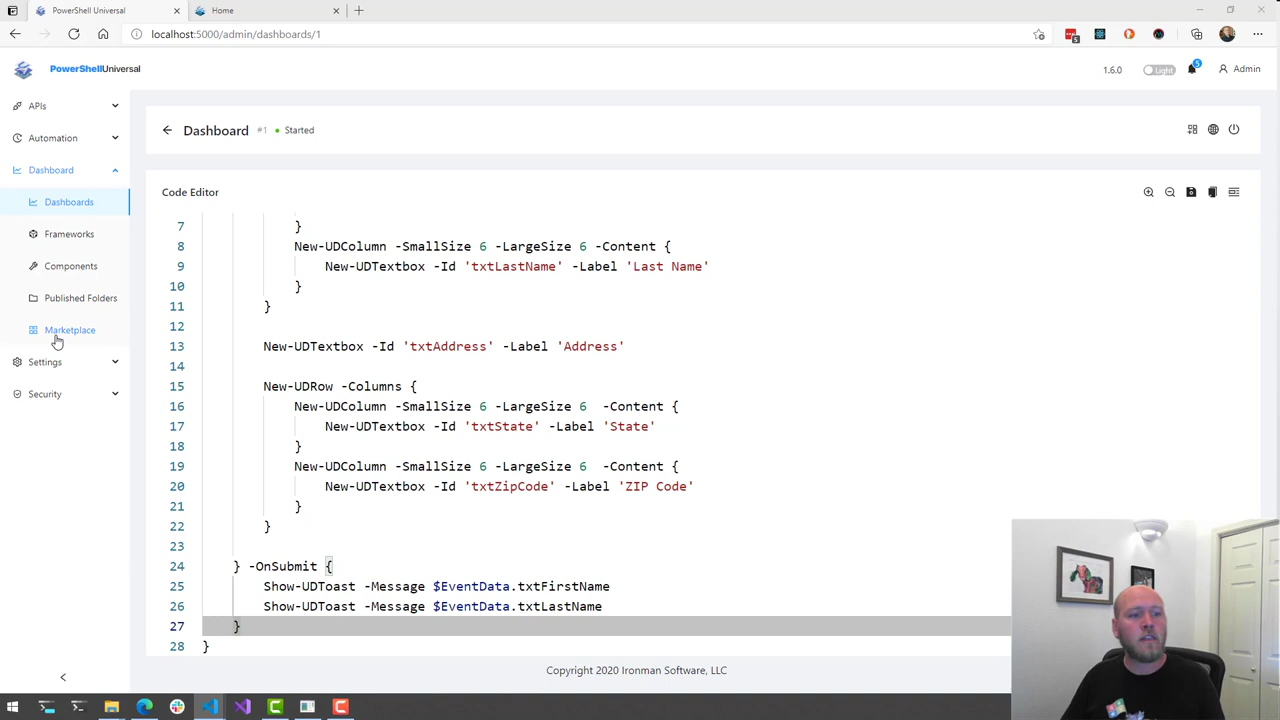 PowerShell Universal
Home
localhost:5000/admin/dashboards/1
PowerShellUniversal
1.6.0
Light
5
Admin
APIs
Automation
Dashboard
Dashboards
Frameworks
Components
Published Folders
Marketplace
Settings
Security
Dashboard #1 Started
Code Editor
7 }
8 New-UDColumn -SmallSize 6 -LargeSize 6 -Content {
9 New-UDTextbox -Id 'txtLastName' -Label 'Last Name'
10 }
11 }
12
13 New-UDTextbox -Id 'txtAddress' -Label 'Address'
14
15 New-UDRow -Columns {
16 New-UDColumn -SmallSize 6 -LargeSize 6  -Content {
17 New-UDTextbox -Id 'txtState' -Label 'State'
18 }
19 New-UDColumn -SmallSize 6 -LargeSize 6  -Content {
20 New-UDTextbox -Id 'txtZipCode' -Label 'ZIP Code'
21 }
22 }
23
24 } -OnSubmit {
25 Show-UDToast -Message $EventData.txtFirstName
26 Show-UDToast -Message $EventData.txtLastName
27 }
28 }
Copyright 2020 Ironman Software, LLC